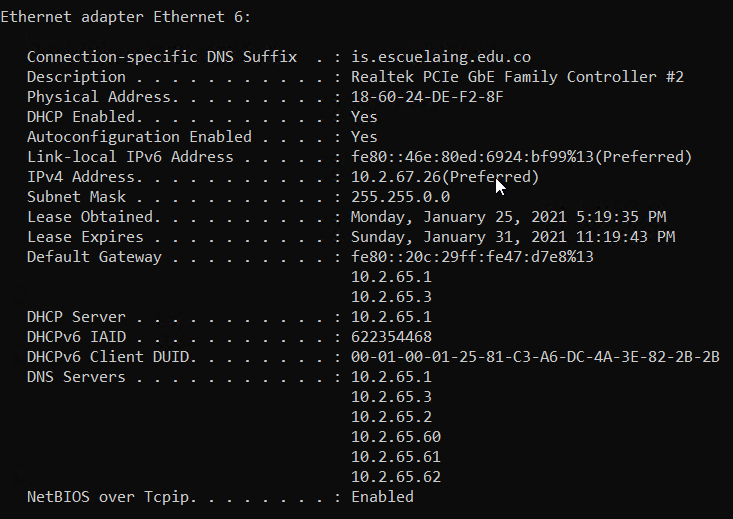 Ethernet adapter Ethernet 6:
Connection-specific DNS Suffix  . : is.escuelaing.edu.co
Description . . . . . . . . . . . : Realtek PCIe GbE Family Controller #2
Physical Address. . . . . . . . . : 18-60-24-DE-F2-8F
DHCP Enabled. . . . . . . . . . . : Yes
Autoconfiguration Enabled . . . . : Yes
Link-local IPv6 Address . . . . . : fe80::46e:80ed:6924:bf99%13(Preferred)
IPv4 Address. . . . . . . . . . . : 10.2.67.26(Preferred)
Subnet Mask . . . . . . . . . . . : 255.255.0.0
Lease Obtained. . . . . . . . . . : Monday, January 25, 2021 5:19:35 PM
Lease Expires . . . . . . . . . . : Sunday, January 31, 2021 11:19:43 PM
Default Gateway . . . . . . . . . : fe80::20c:29ff:fe47:d7e8%13
10.2.65.1
10.2.65.3
DHCP Server . . . . . . . . . . . : 10.2.65.1
DHCPv6 IAID . . . . . . . . . . . : 622354468
DHCPv6 Client DUID. . . . . . . . : 00-01-00-01-25-81-C3-A6-DC-4A-3E-82-2B-2B
DNS Servers . . . . . . . . . . . : 10.2.65.1
10.2.65.3
10.2.65.2
10.2.65.60
10.2.65.61
10.2.65.62
NetBIOS over Tcpip. . . . . . . . : Enabled